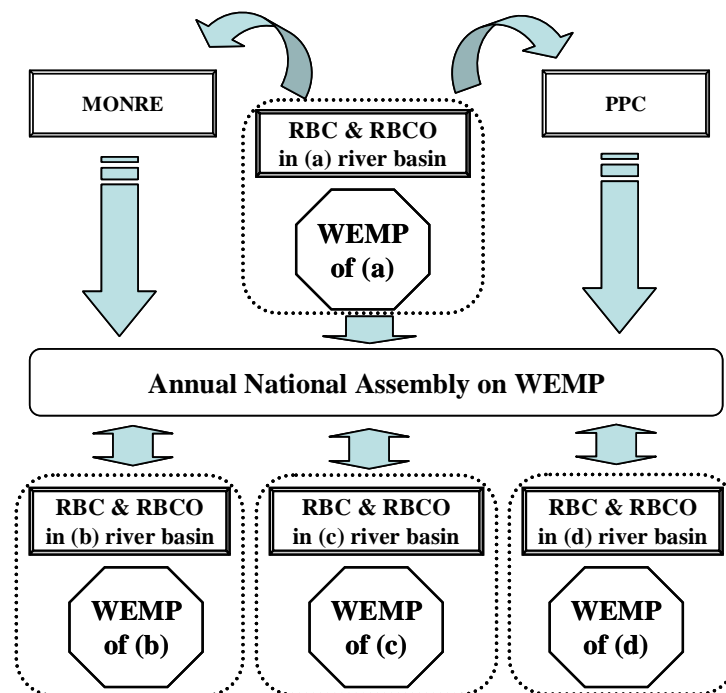 MONRE
PPC
RBC & RBCO
in (a) river basin
WEMP
of (a)
Annual National Assembly on WEMP
RBC & RBCO
in (b) river basin
WEMP
of (b)
RBC & RBCO
in (c) river basin
WEMP
of (c)
RBC & RBCO
in (d) river basin
WEMP
of (d)